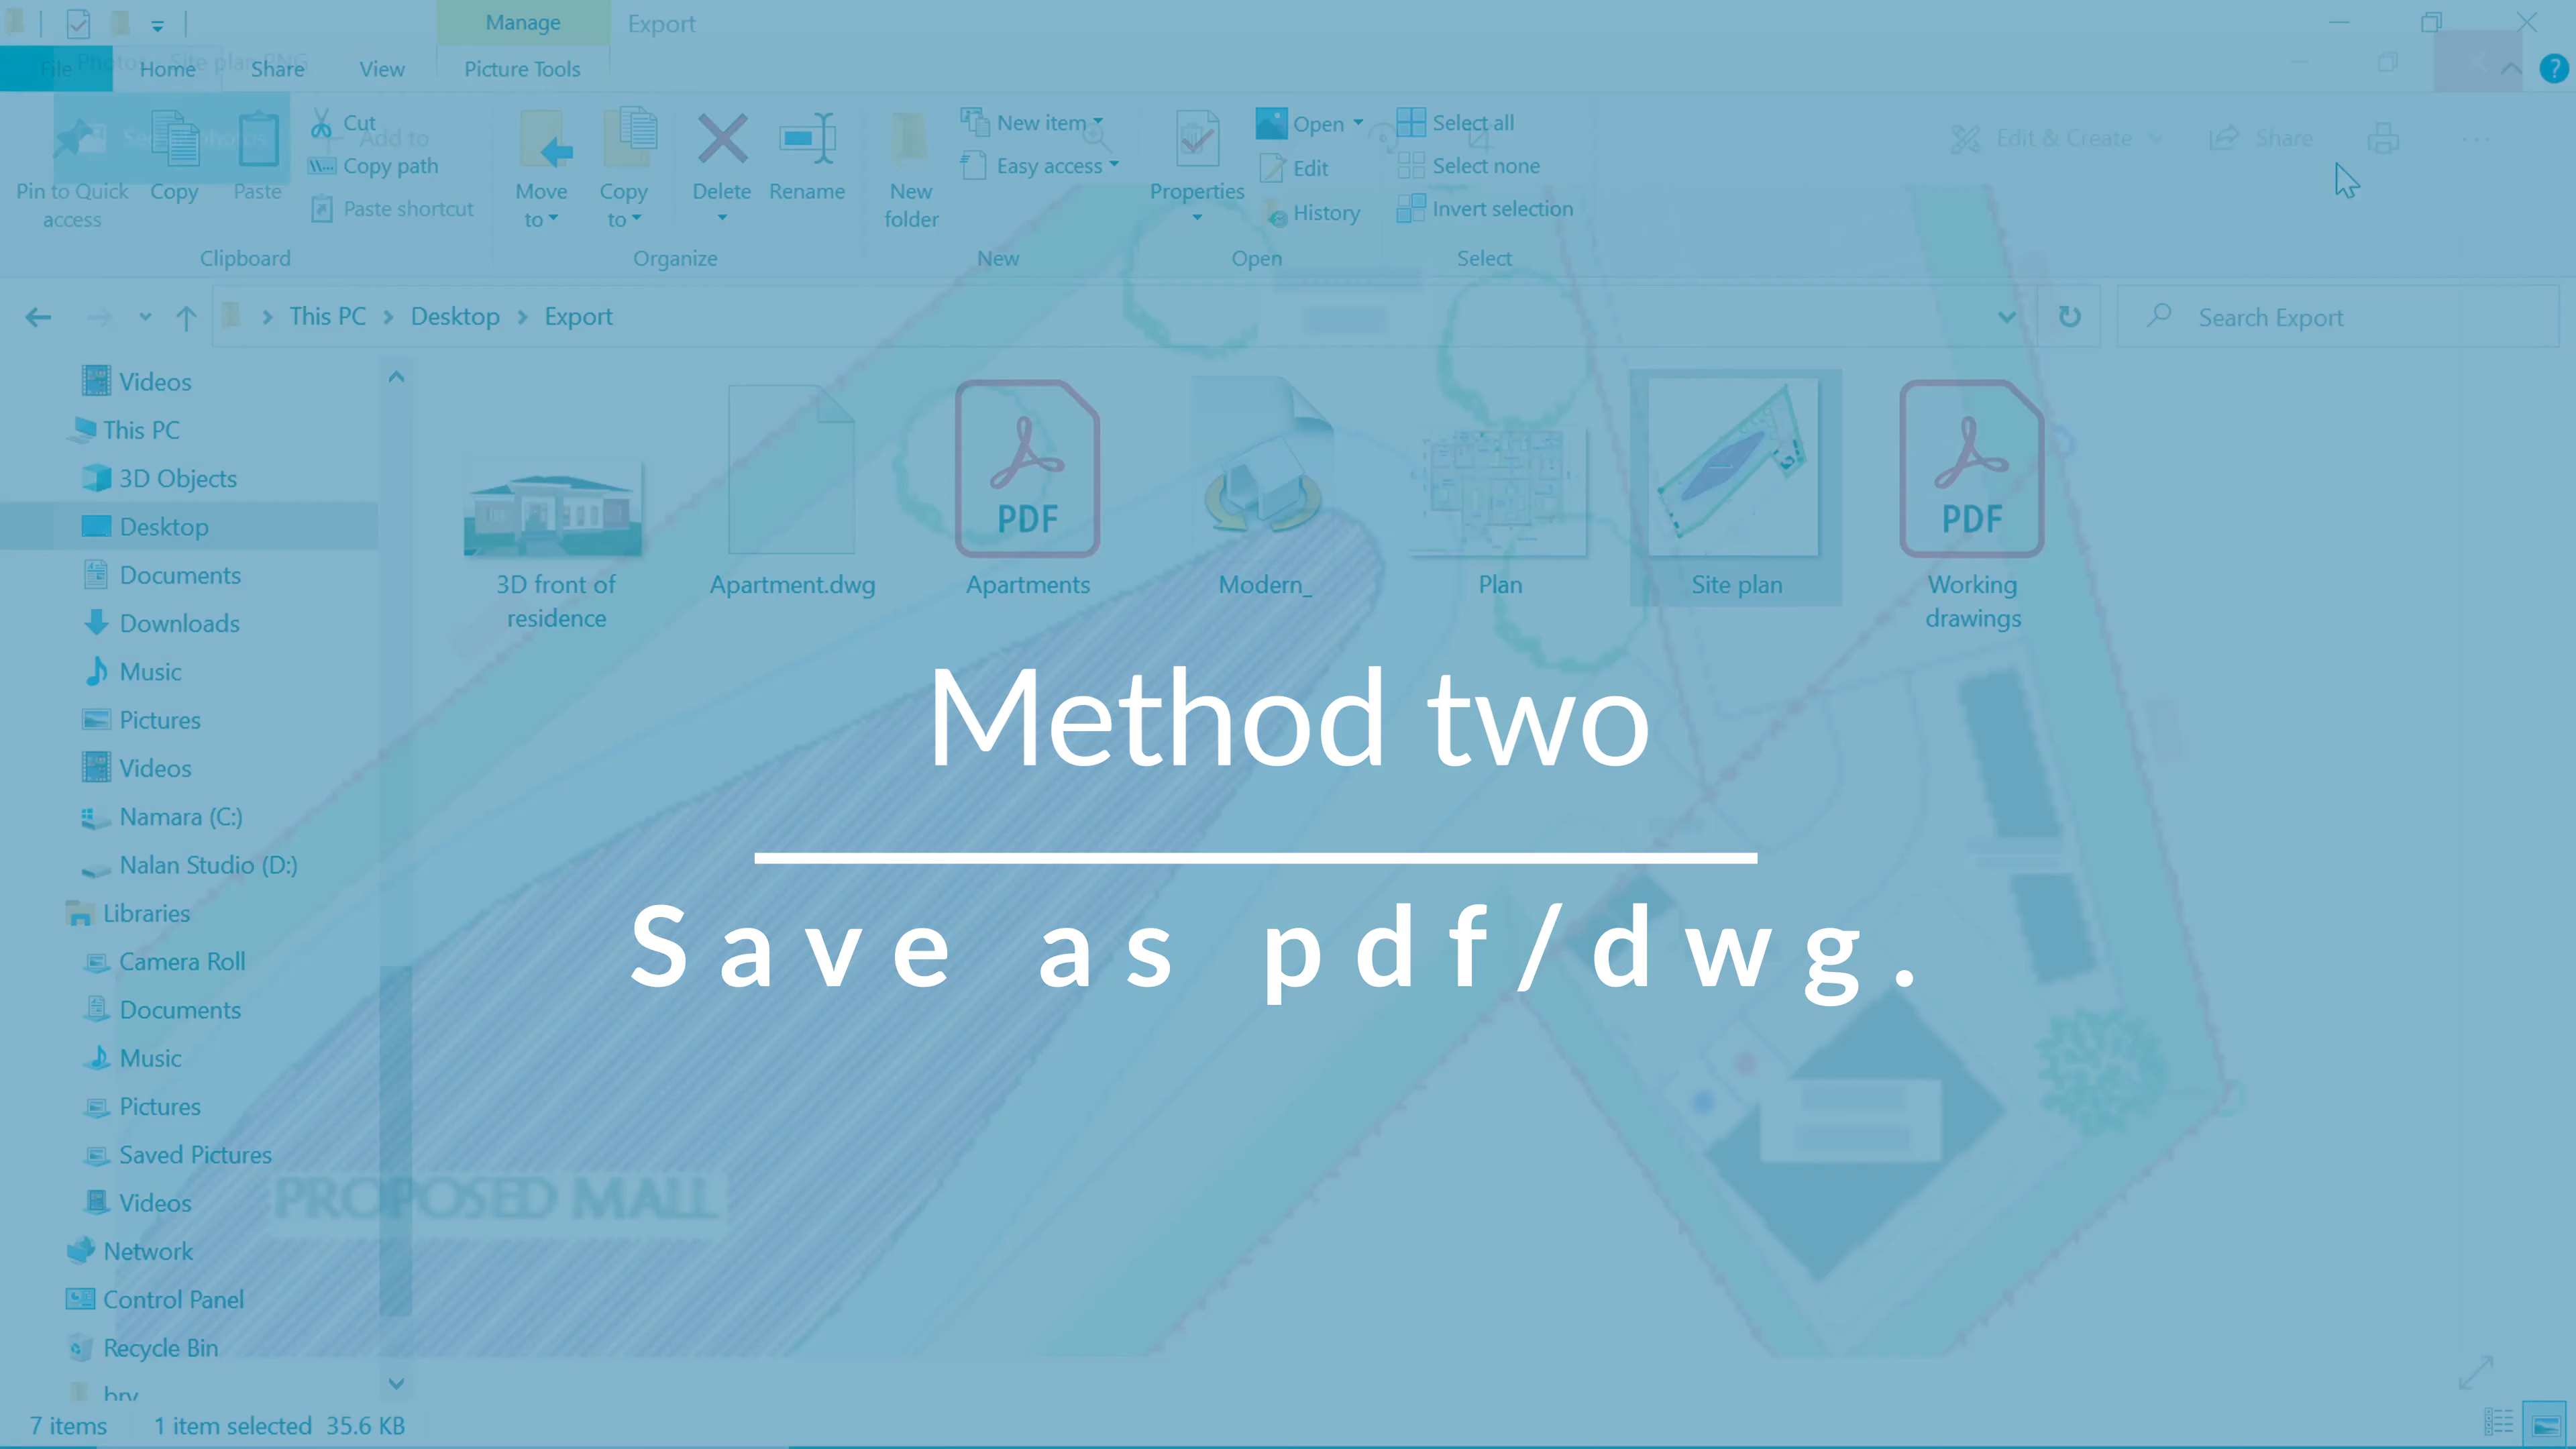 Manage
Export
Photos - Site plan.PNG
File
Home
Share
View
Picture Tools
Pin to Quick access
Copy
Paste
Cut
Copy path
Paste shortcut
Add to
Move to
Copy to
Delete
Rename
New folder
New item
Easy access
Properties
Open
Edit
History
Select all
Select none
Invert selection
Edit & Create
Share
Clipboard
Organize
New
Open
Select
This PC > Desktop > Export
Search Export
Videos
This PC
3D Objects
Desktop
Documents
Downloads
Music
Pictures
Videos
Namara (C:)
Nalan Studio (D:)
Libraries
Camera Roll
Documents
Music
Pictures
Saved Pictures
Videos
Network
Control Panel
Recycle Bin
3D front of
residence
Apartment.dwg
PDF
Apartments
Modern_
Plan
Site plan
PDF
Working
drawings
Method two
Save as pdf/dwg.
PROPOSED MALL
7 items
1 item selected 35.6 KB